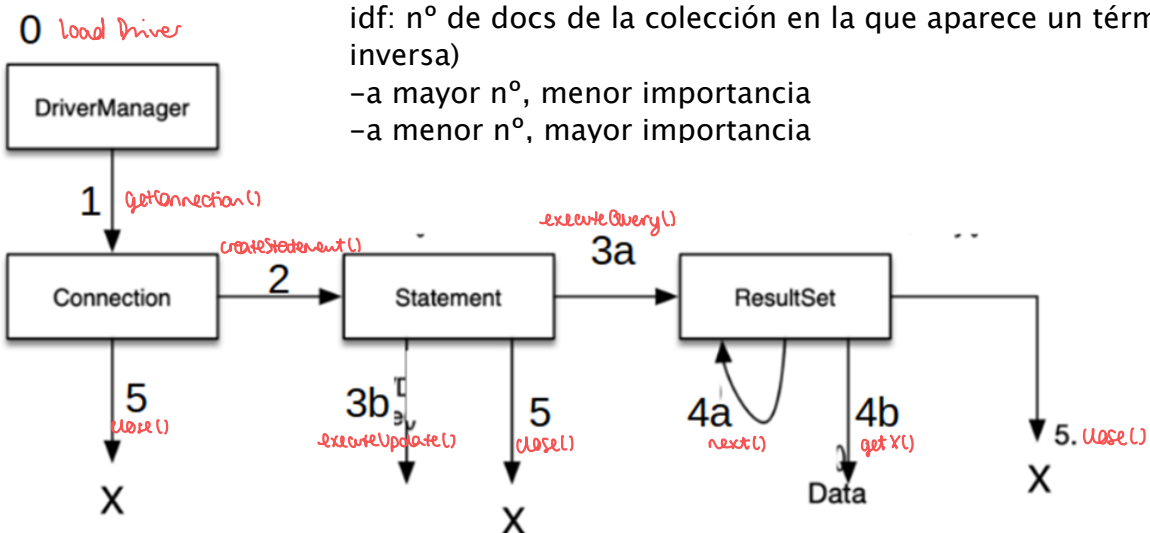 0 load Driver
idf: nº de docs de la colección en la que aparece un térm
inversa)
-a mayor nº, menor importancia
-a menor nº, mayor importancia
DriverManager
1 getConnection()
createStatement()
executeQuery()
2
3a
Connection
Statement
ResultSet
5
close()
3b
executeUpdate()
5
close()
4a
next()
4b
getX()
5. close()
Data
X
X
X